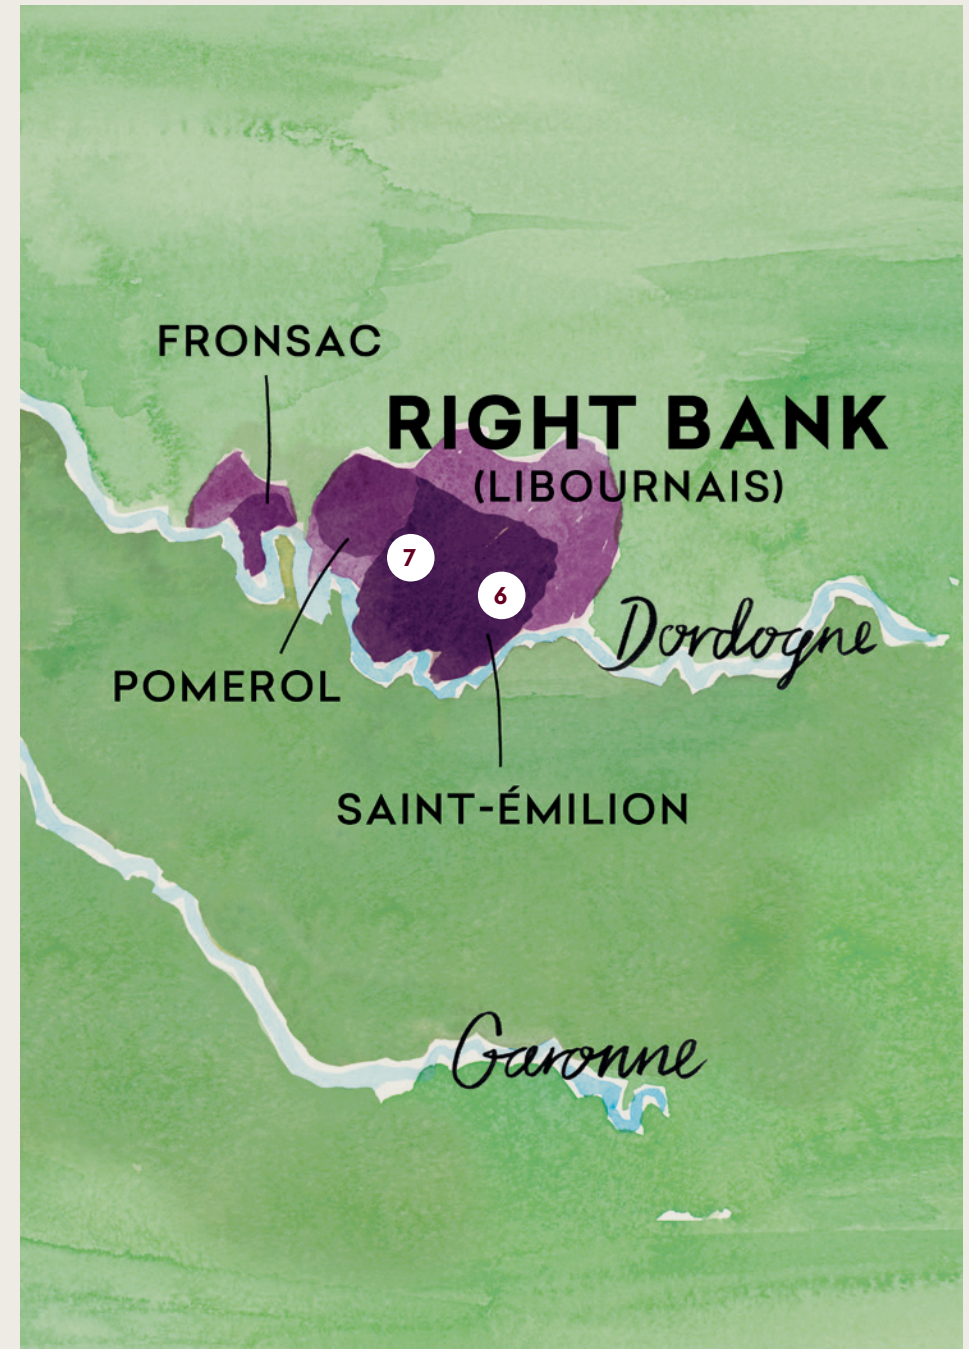 FRONSAC
RIGHT BANK
(LIBOURNAIS)
7
6
Dordogne
POMEROL
SAINT-ÉMILION
Garonne